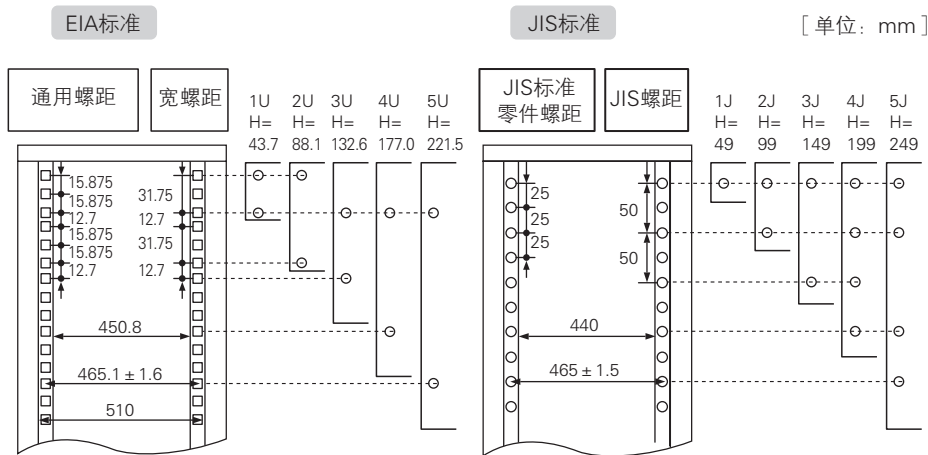 EIA标准
JIS标准
[单位：mm]
通用螺距
宽螺距
1U 2U 3U 4U 5U
H= H= H= H= H=
43.7 88.1 132.6 177.0 221.5
JIS标准
零件螺距
JIS螺距
1J 2J 3J 4J 5J
H= H= H= H= H=
49 99 149 199 249
15.875
15.875
12.7
15.875
15.875
12.7
31.75
12.7
31.75
12.7
450.8
465.1±1.6
510
25
25
25
50
50
440
465±1.5